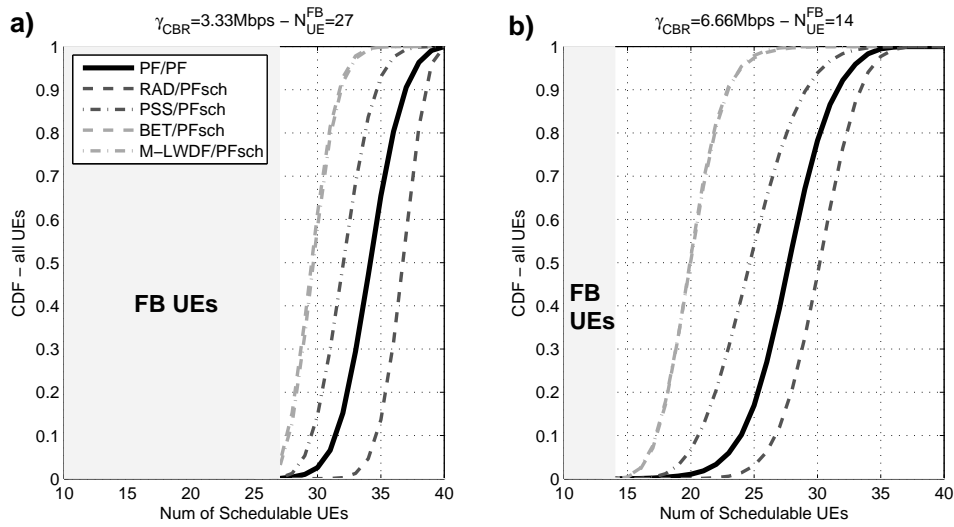 a)
γCBR=3.33Mbps − N^FB_UE=27
1
0.9
0.8
0.7
0.6
0.5
0.4
0.3
0.2
0.1
0
CDF − all UEs
PF/PF
RAD/PFsch
PSS/PFsch
BET/PFsch
M−LWDF/PFsch
FB UEs
10 15 20 25 30 35 40
Num of Schedulable UEs
b)
γCBR=6.66Mbps − N^FB_UE=14
1
0.9
0.8
0.7
0.6
0.5
0.4
0.3
0.2
0.1
0
CDF − all UEs
FB
UEs
10 15 20 25 30 35 40
Num of Schedulable UEs